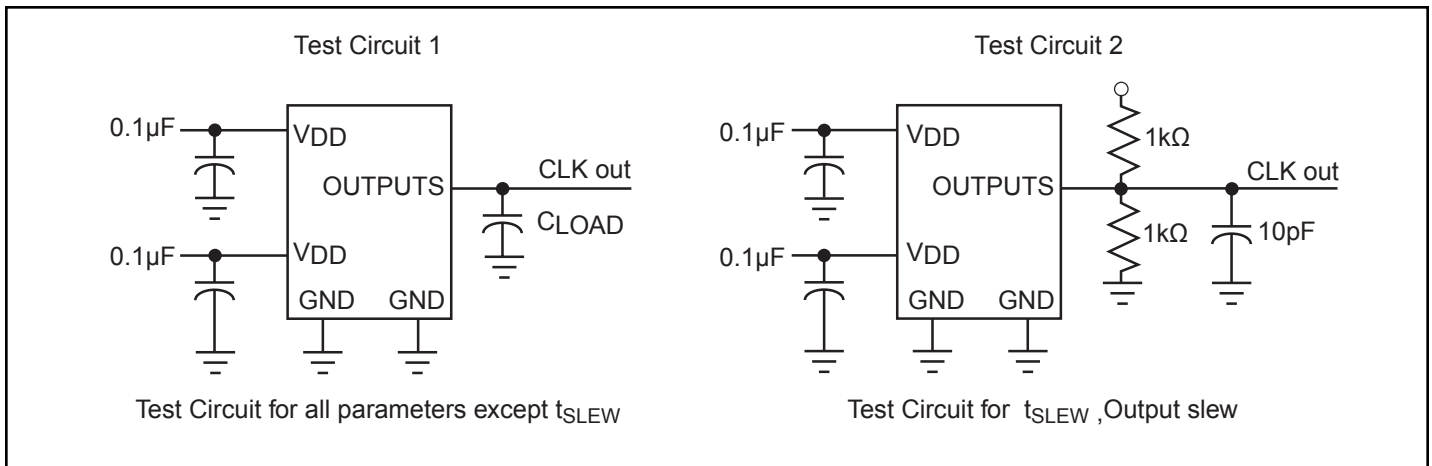 Test Circuit 1
0.1µF
VDD
OUTPUTS
CLK out
CLOAD
0.1µF
VDD
GND GND
Test Circuit for all parameters except tSLEW
Test Circuit 2
0.1µF
VDD
1kΩ
OUTPUTS
CLK out
1kΩ
10pF
0.1µF
VDD
GND GND
Test Circuit for tSLEW ,Output slew